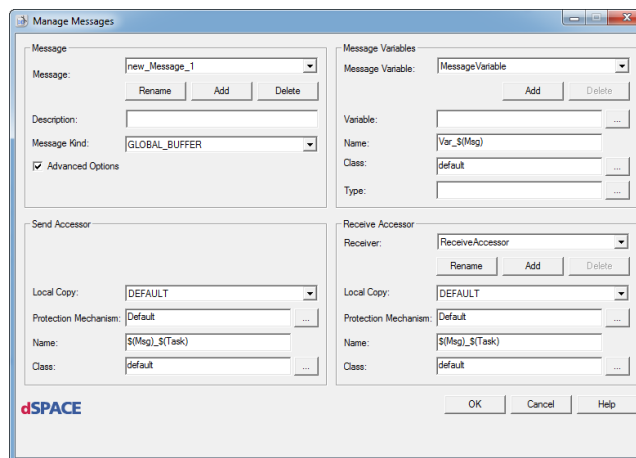 Manage Messages
Message
Message:
new_Message_1
Rename Add Delete
Description:
Message Kind:
GLOBAL_BUFFER
Advanced Options
Message Variables
Message Variable:
MessageVariable
Add Delete
Variable:
...
Name:
Var_$(Msg)
Class:
default
...
Type:
...
Send Accessor
Local Copy:
DEFAULT
Protection Mechanism:
Default
...
Name:
$(Msg)_$(Task)
Class:
default
...
Receive Accessor
Receiver:
ReceiveAccessor
Rename Add Delete
Local Copy:
DEFAULT
Protection Mechanism:
Default
...
Name:
$(Msg)_$(Task)
Class:
default
...
dSPACE
OK Cancel Help